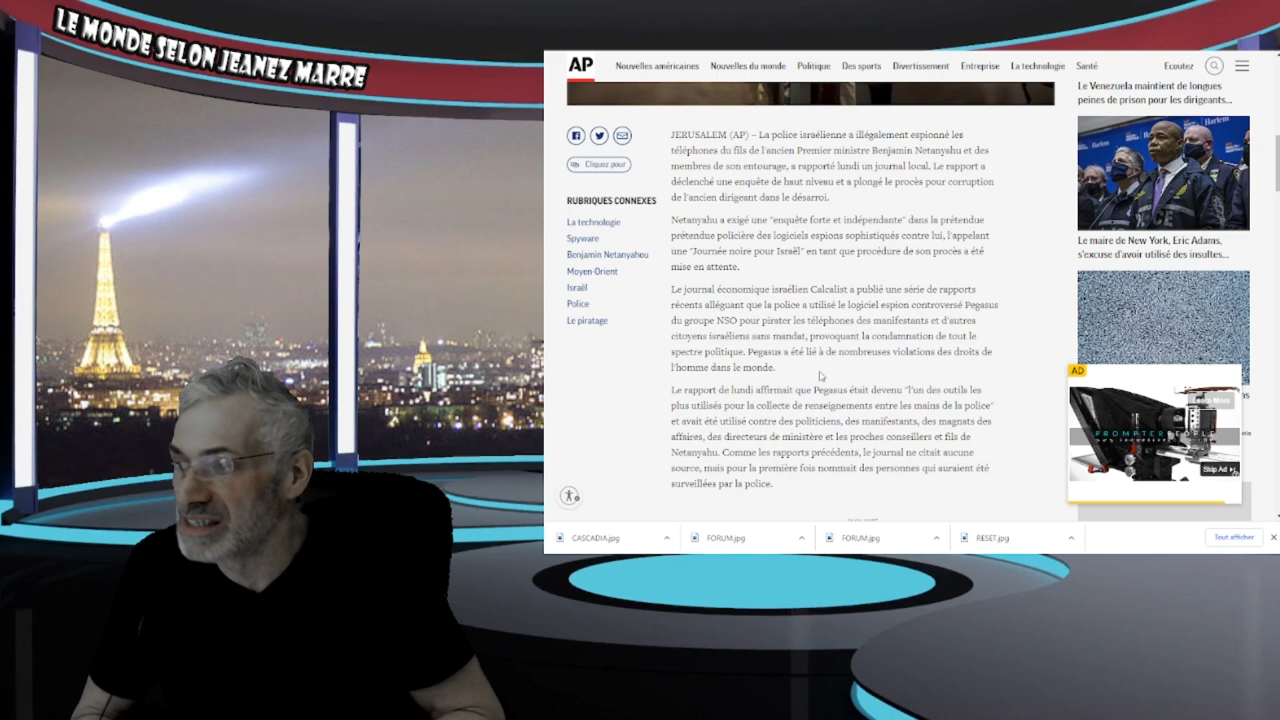 LE MONDE SELON JEANEZ MARRE
AP
Nouvelles américaines Nouvelles du monde Politique Des sports Divertissement Entreprise La technologie Santé Ecoutez
Cliquez pour
RUBRIQUES CONNEXES
La technologie
Spyware
Benjamin Netanyahou
Moyen-Orient
Israël
Police
Le piratage
JERUSALEM (AP) – La police israélienne a illégalement espionné les
téléphones du fils de l'ancien Premier ministre Benjamin Netanyahu et des
membres de son entourage, a rapporté lundi un journal local. Le rapport a
déclenché une enquête de haut niveau et a plongé le procès pour corruption
de l'ancien dirigeant dans le désarroi.
Netanyahu a exigé une "enquête forte et indépendante" dans la prétendue
prétendue policière des logiciels espions sophistiqués contre lui, l'appelant
une "Journée noire pour Israël" en tant que procédure de son procès a été
mise en attente.
Le journal économique israélien Calcalist a publié une série de rapports
récents alléguant que la police a utilisé le logiciel espion controversé Pegasus
du groupe NSO pour pirater les téléphones des manifestants et d'autres
citoyens israéliens sans mandat, provoquant la condamnation de tout le
spectre politique. Pegasus a été lié à de nombreuses violations des droits de
l'homme dans le monde.
Le rapport de lundi affirmait que Pegasus était devenu "l'un des outils les
plus utilisés pour la collecte de renseignements entre les mains de la police"
et avait été utilisé contre des politiciens, des manifestants, des magnats des
affaires, des directeurs de ministère et les proches conseillers et fils de
Netanyahu. Comme les rapports précédents, le journal ne citait aucune
source, mais pour la première fois nommait des personnes qui auraient été
surveillées par la police.
Le Venezuela maintient de longues
peines de prison pour les dirigeants...
Harlem
Le maire de New York, Eric Adams,
s'excuse d'avoir utilisé des insultes...
AD
Learn More
PROMPTERPEOPLE
Skip Ad
CASCADIA.jpg FORUM.jpg FORUM.jpg RESET.jpg Tout afficher